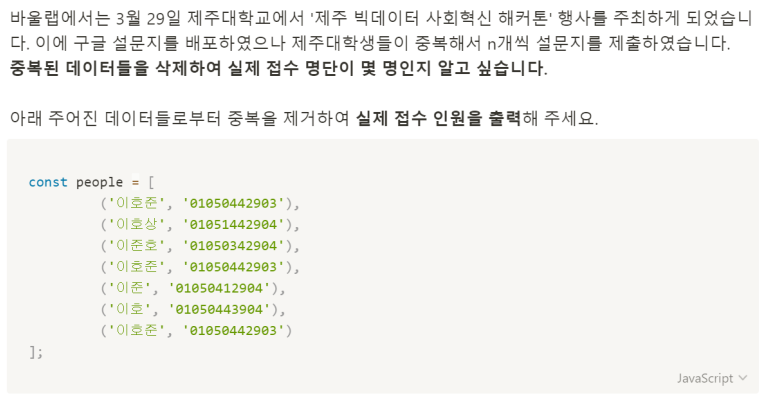 바울랩에서는 3월 29일 제주대학교에서 '제주 빅데이터 사회혁신 해커톤' 행사를 주최하게 되었습니
다. 이에 구글 설문지를 배포하였으나 제주대학생들이 중복해서 n개씩 설문지를 제출하였습니다.
중복된 데이터들을 삭제하여 실제 접수 명단이 몇 명인지 알고 싶습니다.
아래 주어진 데이터들로부터 중복을 제거하여 실제 접수 인원을 출력해 주세요.
const people = [
('이호준', '01050442903'),
('이호상', '01051442904'),
('이준호', '01050342904'),
('이호준', '01050442903'),
('이준', '01050412904'),
('이호', '01050443904'),
('이호준', '01050442903')
];
JavaScript